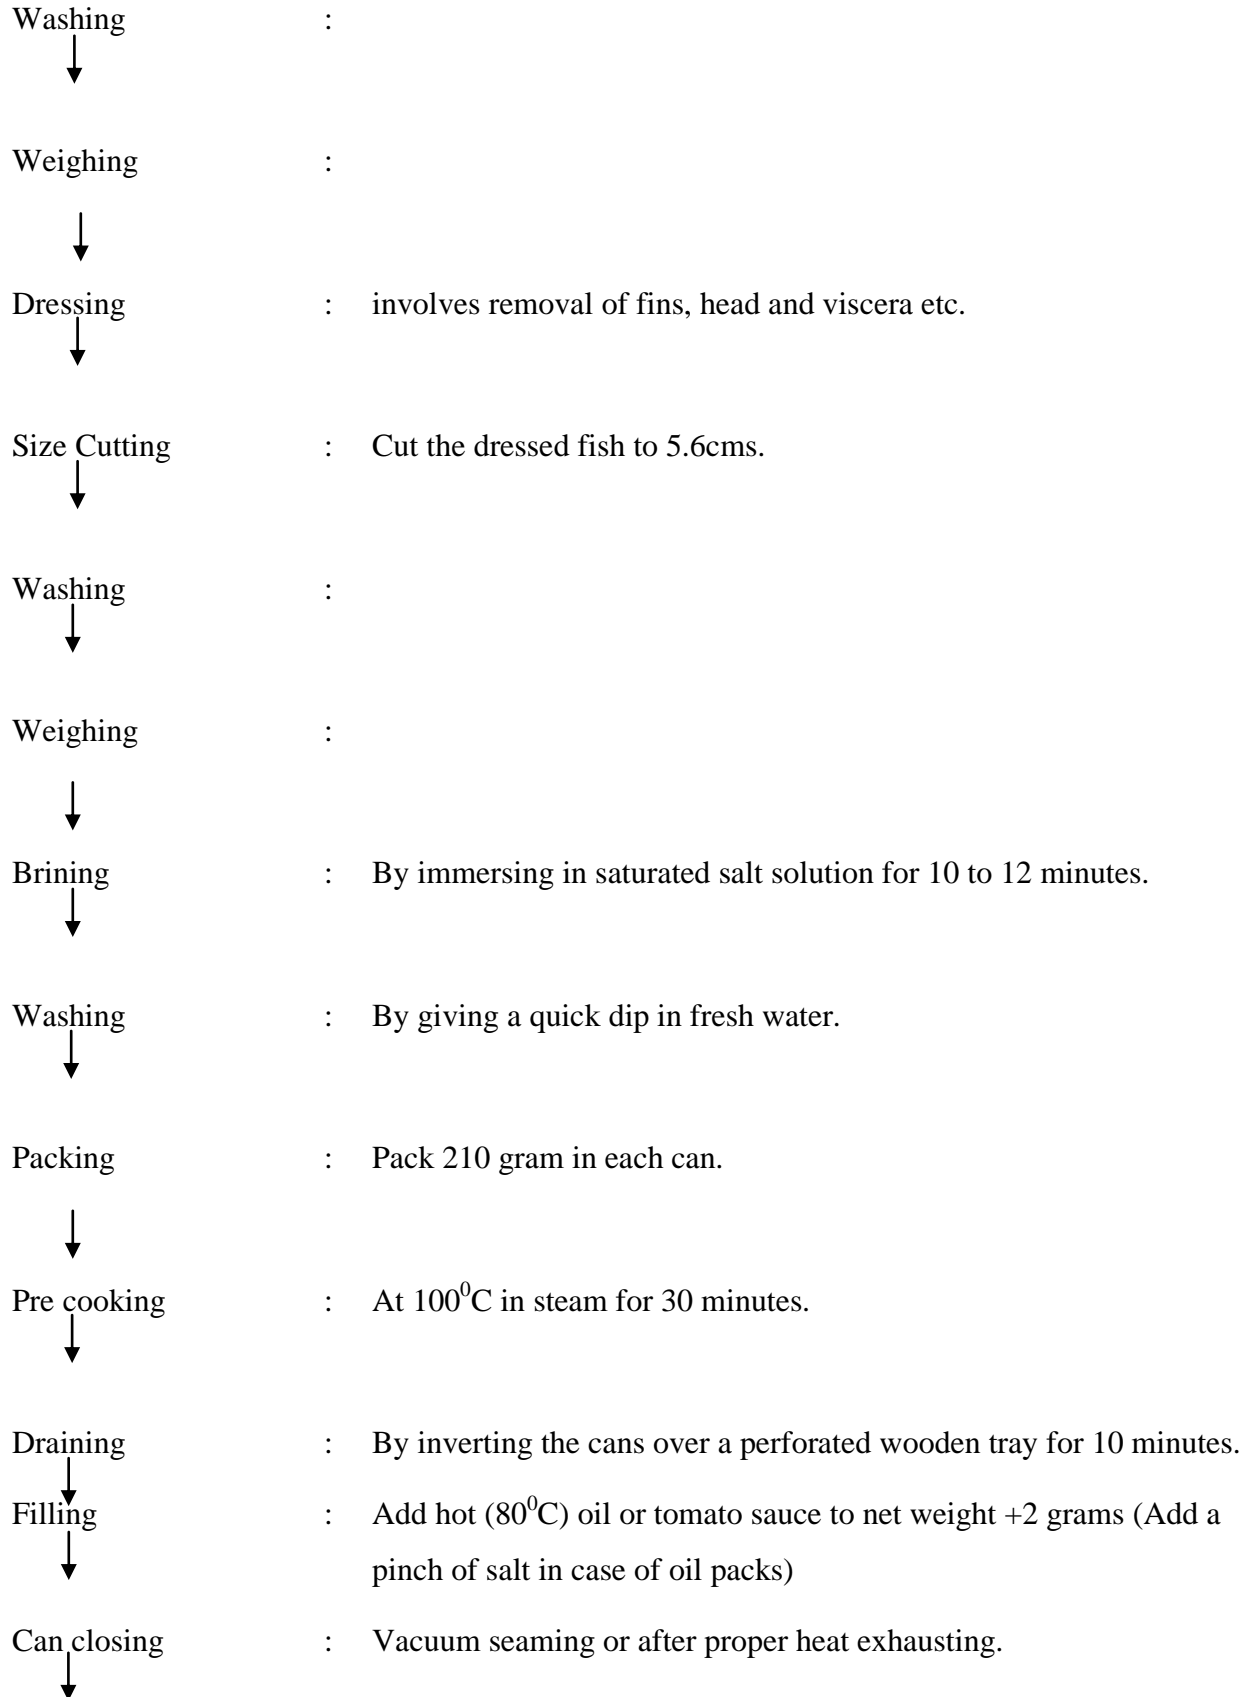 Washing :
Weighing :
Dressing : involves removal of fins, head and viscera etc.
Size Cutting : Cut the dressed fish to 5.6cms.
Washing :
Weighing :
Brining : By immersing in saturated salt solution for 10 to 12 minutes.
Washing : By giving a quick dip in fresh water.
Packing : Pack 210 gram in each can.
Pre cooking : At 100⁰C in steam for 30 minutes.
Draining : By inverting the cans over a perforated wooden tray for 10 minutes.
Filling : Add hot (80⁰C) oil or tomato sauce to net weight +2 grams (Add a
pinch of salt in case of oil packs)
Can closing : Vacuum seaming or after proper heat exhausting.